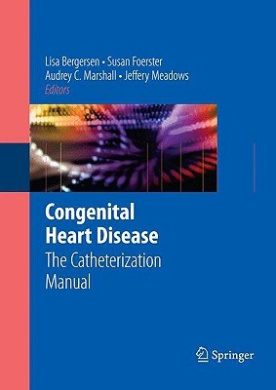 Lisa Bergersen • Susan Foerster
Audrey C. Marshall • Jeffery Meadows
Editors
Congenital
Heart Disease
The Catheterization
Manual
Springer